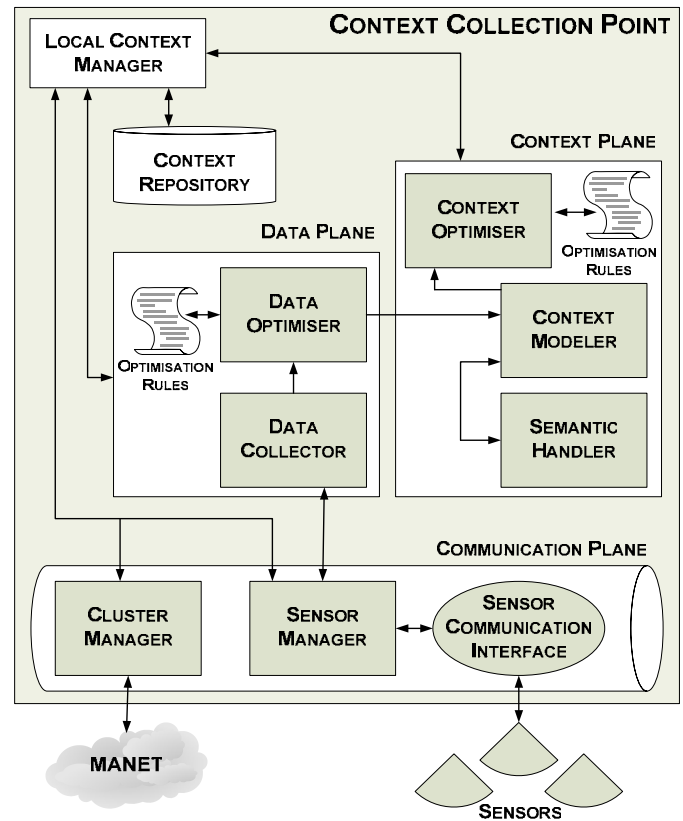 CONTEXT COLLECTION POINT
LOCAL CONTEXT
MANAGER
CONTEXT
REPOSITORY
CONTEXT PLANE
CONTEXT
OPTIMISER
OPTIMISATION
RULES
DATA PLANE
DATA
OPTIMISER
OPTIMISATION
RULES
CONTEXT
MODELER
DATA
COLLECTOR
SEMANTIC
HANDLER
COMMUNICATION PLANE
CLUSTER
MANAGER
SENSOR
MANAGER
SENSOR
COMMUNICATION
INTERFACE
MANET
SENSORS